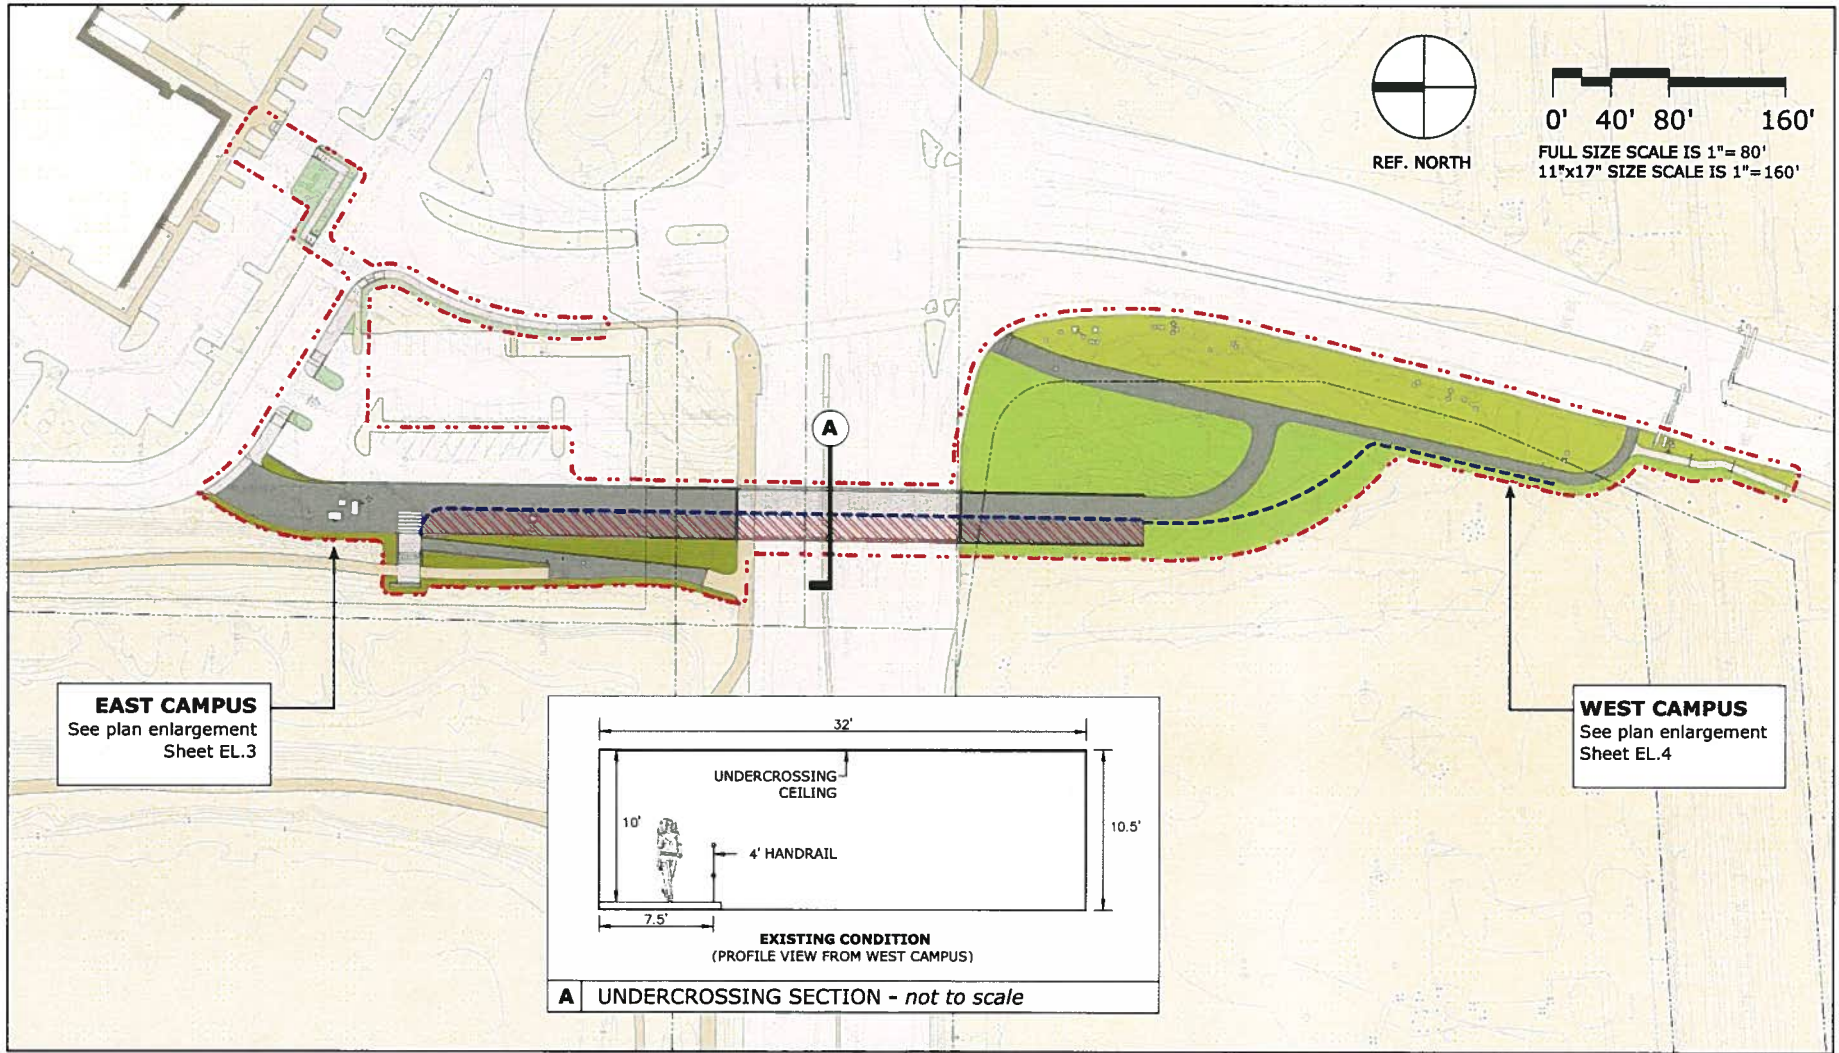 REF. NORTH
0' 40' 80' 160'
FULL SIZE SCALE IS 1"= 80'
11"x17" SIZE SCALE IS 1"=160'
A
EAST CAMPUS
See plan enlargement
Sheet EL.3
WEST CAMPUS
See plan enlargement
Sheet EL.4
32'
UNDERCROSSING
CEILING
10'
10.5'
4' HANDRAIL
7.5'
EXISTING CONDITION
(PROFILE VIEW FROM WEST CAMPUS)
A UNDERCROSSING SECTION - not to scale